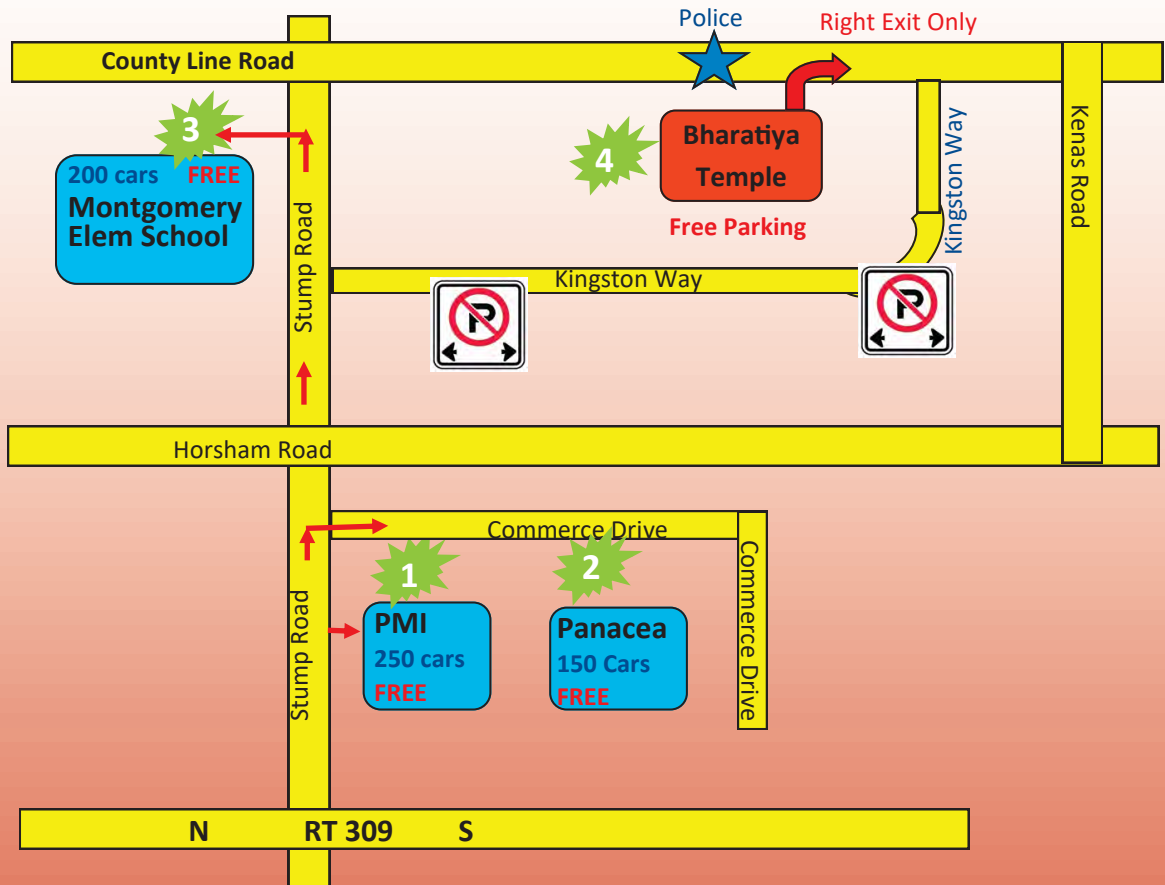 Police
Right Exit Only
County Line Road
3
200 cars FREE
Montgomery
Elem School
Stump Road
4
Bharatiya
Temple
Free Parking
Kingston Way
Kenas Road
Kingston Way
P
P
Horsham Road
Commerce Drive
1
2
PMI
250 cars
FREE
Panacea
150 Cars
FREE
Commerce Drive
Stump Road
N RT 309 S